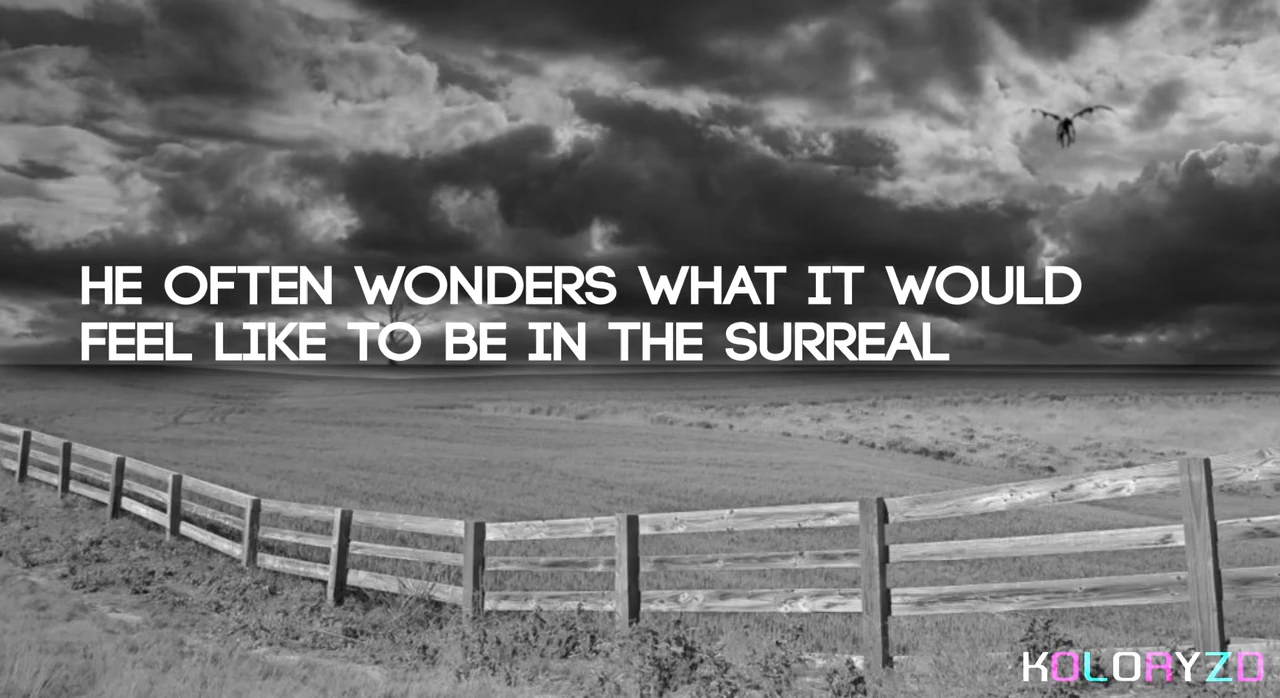 HE OFTEN WONDERS WHAT IT WOULD
FEEL LIKE TO BE IN THE SURREAL
KOLORYZD